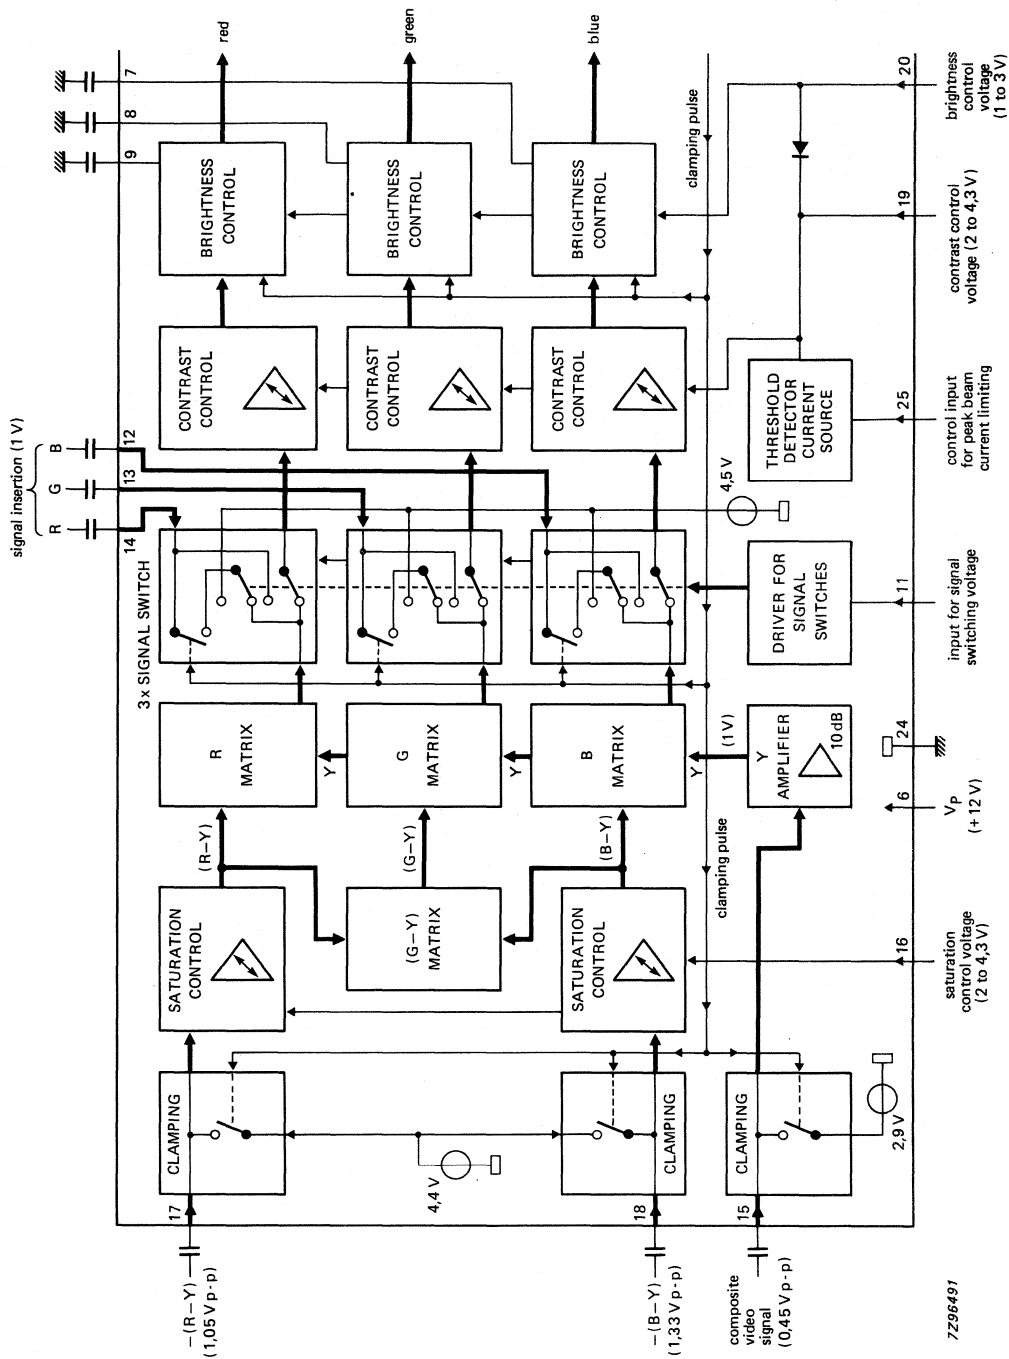 signal insertion (1 V)
R
G
B
14
13
12
9
8
7
17
CLAMPING
–(R–Y)
(1,05 V p-p)
SATURATION
CONTROL
(R–Y)
R
MATRIX
3 x SIGNAL SWITCH
CONTRAST
CONTROL
BRIGHTNESS
CONTROL
red
4,4 V
(G–Y)
MATRIX
(G–Y)
Y
G
MATRIX
CONTRAST
CONTROL
BRIGHTNESS
CONTROL
green
18
CLAMPING
–(B–Y)
(1,33 V p-p)
SATURATION
CONTROL
(B–Y)
Y
B
MATRIX
CONTRAST
CONTROL
BRIGHTNESS
CONTROL
blue
clamping pulse
Y
(1 V)
4,5 V
clamping pulse
15
CLAMPING
composite
video
signal
(0,45 V p-p)
2,9 V
Y
AMPLIFIER
10 dB
DRIVER FOR
SIGNAL
SWITCHES
THRESHOLD
DETECTOR
CURRENT
SOURCE
16
6
24
11
25
19
20
saturation
control voltage
(2 to 4,3 V)
VP
(+12 V)
input for signal
switching voltage
control input
for peak beam
current limiting
contrast control
voltage (2 to 4,3 V)
brightness
control
voltage
(1 to 3 V)
7Z96491